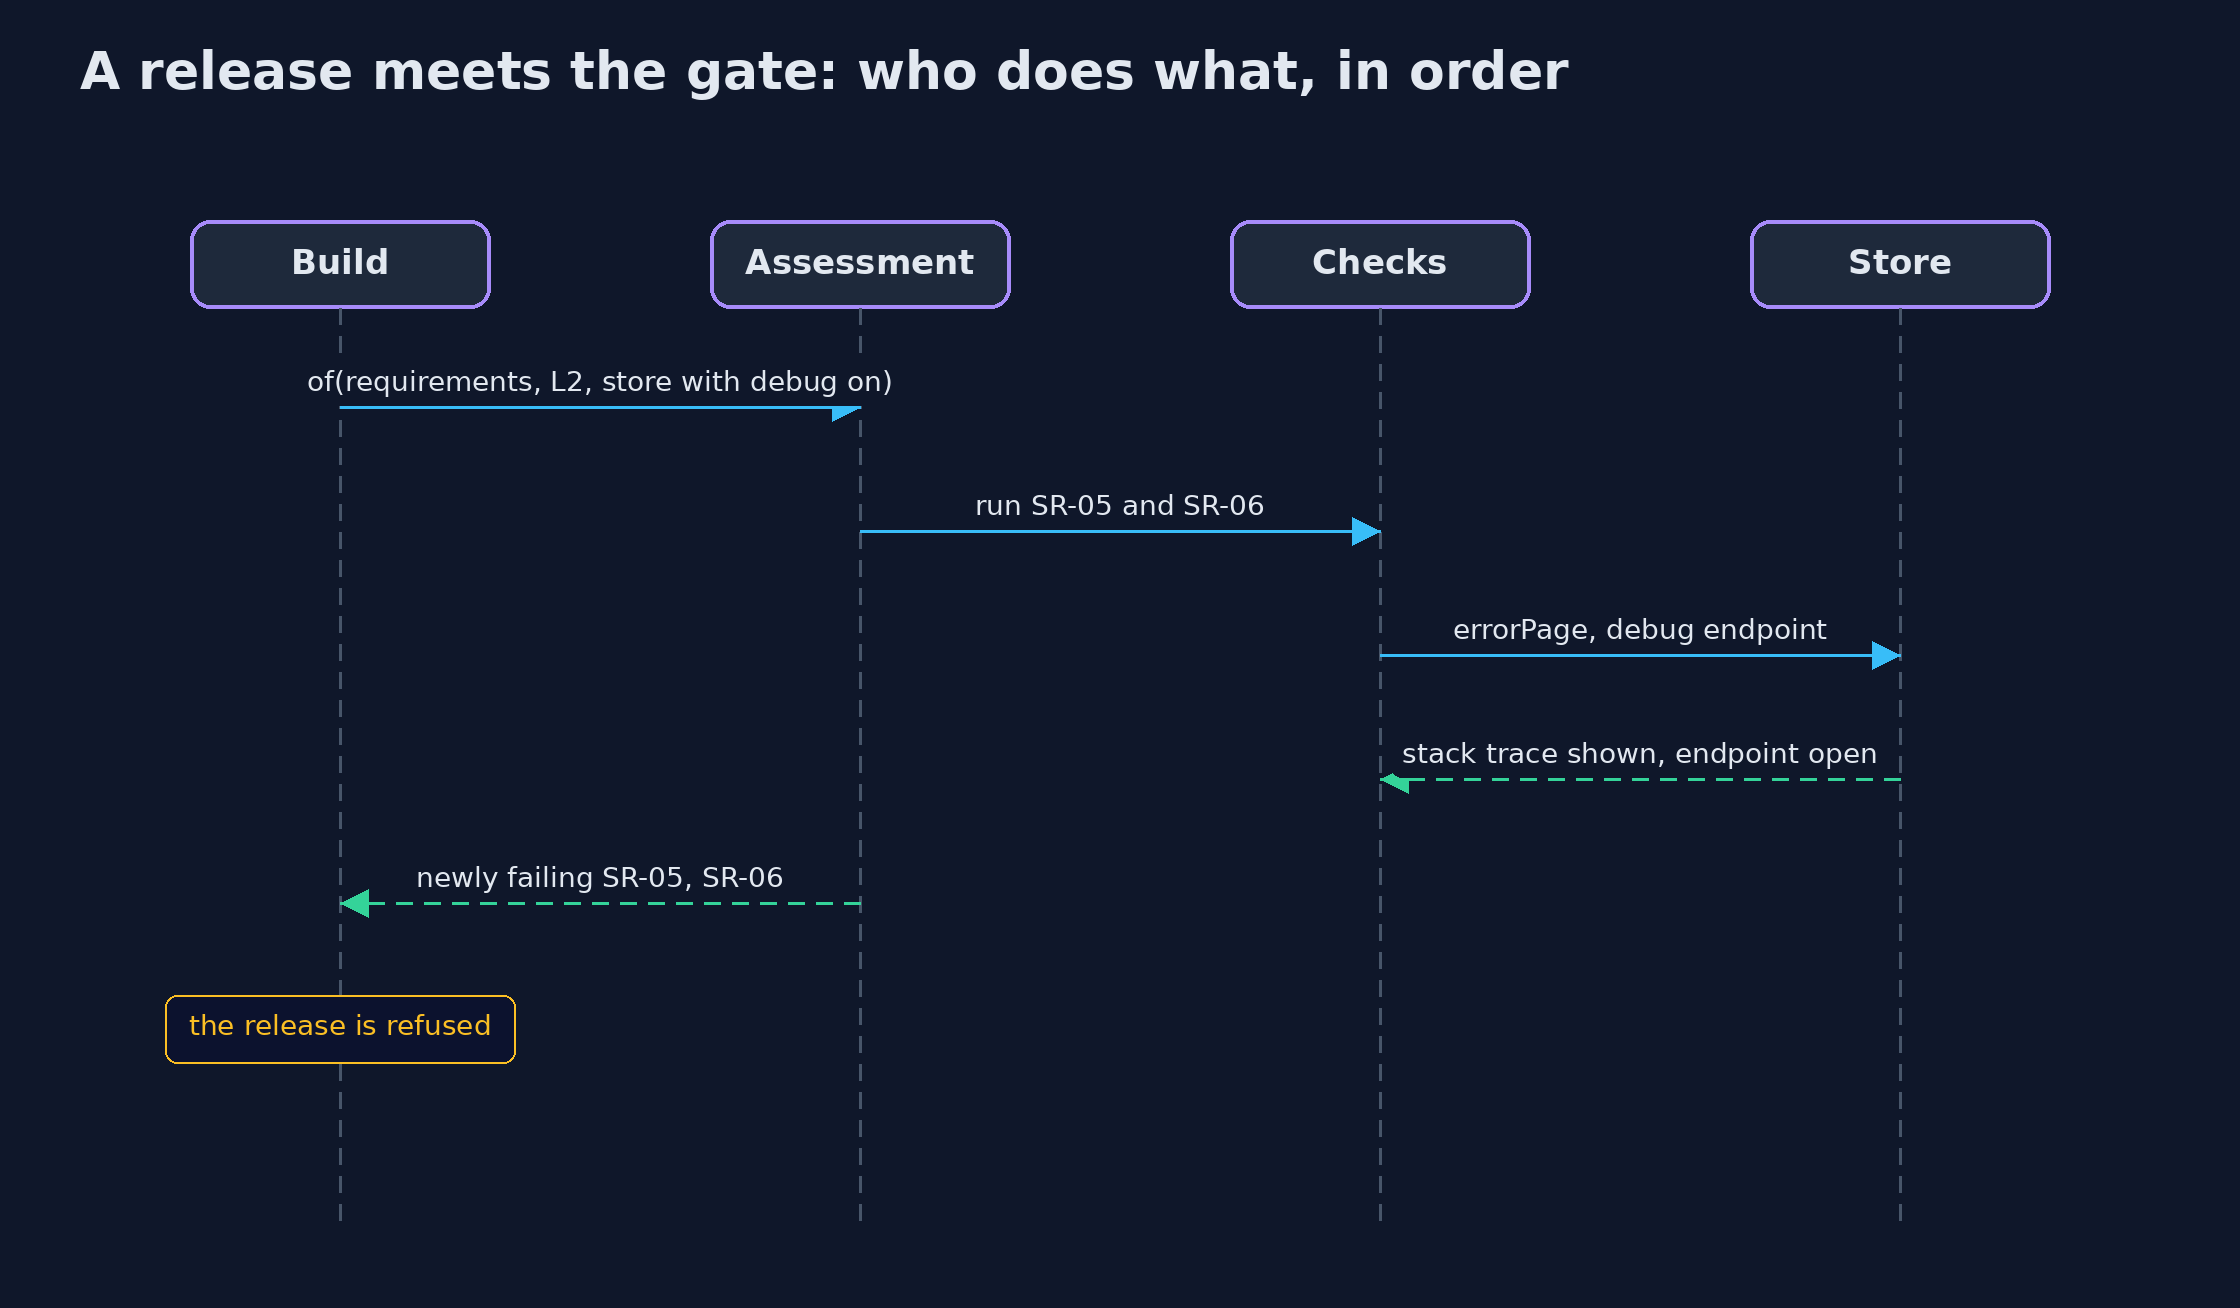 A release meets the gate: who does what, in order
Build
Assessment
Checks
Store
of(requirements, L2, store with debug on)
run SR-05 and SR-06
errorPage, debug endpoint
stack trace shown, endpoint open
newly failing SR-05, SR-06
the release is refused